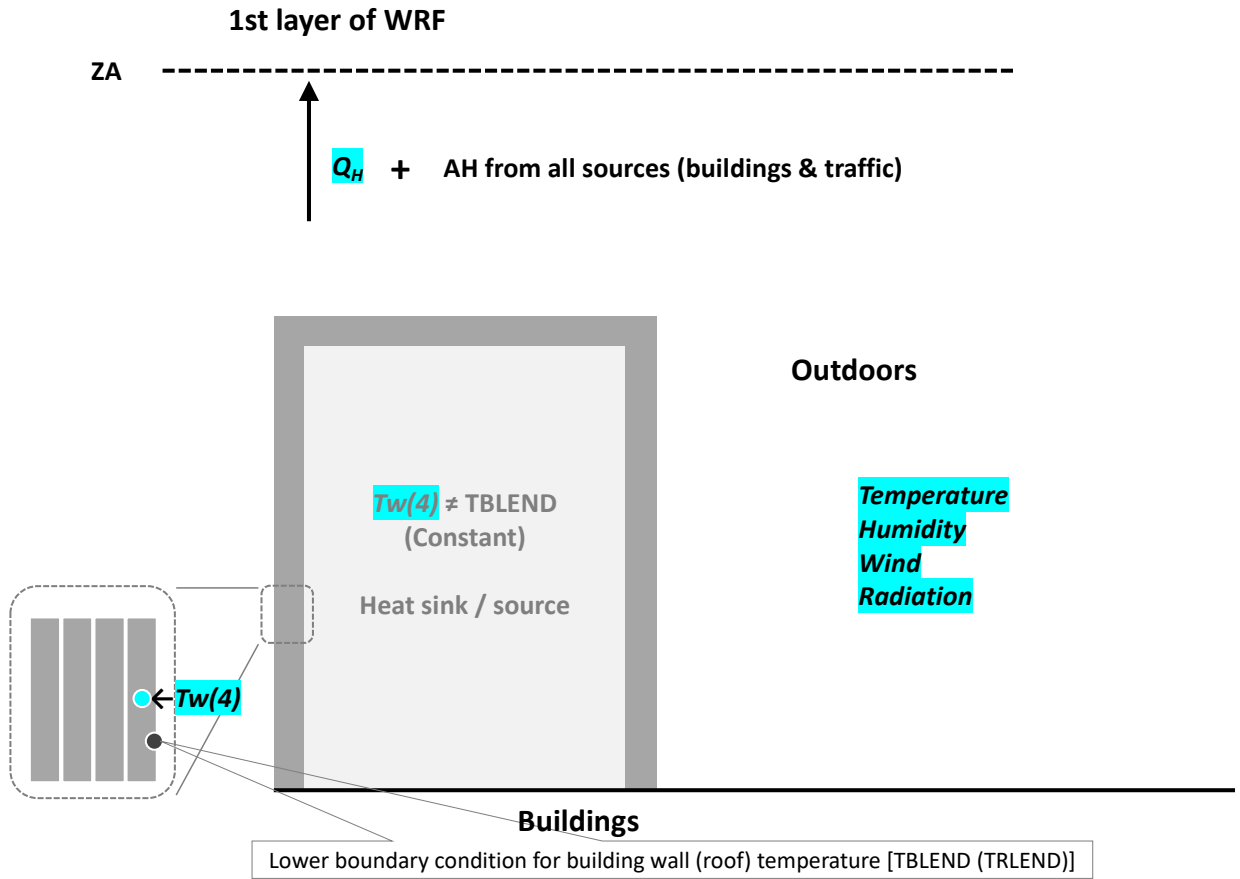 1st layer of WRF
ZA
Q_H + AH from all sources (buildings & traffic)
Outdoors
Tw(4) ≠ TBLEND
(Constant)
Heat sink / source
Temperature
Humidity
Wind
Radiation
Tw(4)
Buildings
Lower boundary condition for building wall (roof) temperature [TBLEND (TRLEND)]